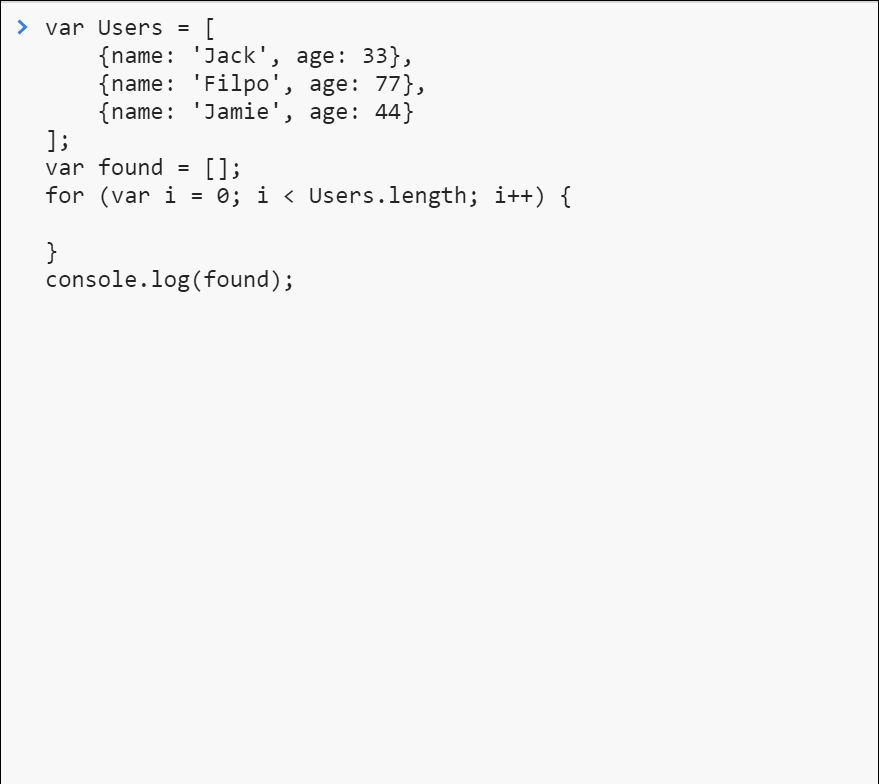 > var Users = [
    {name: 'Jack', age: 33},
    {name: 'Filpo', age: 77},
    {name: 'Jamie', age: 44}
];
var found = [];
for (var i = 0; i < Users.length; i++) {
}
console.log(found);